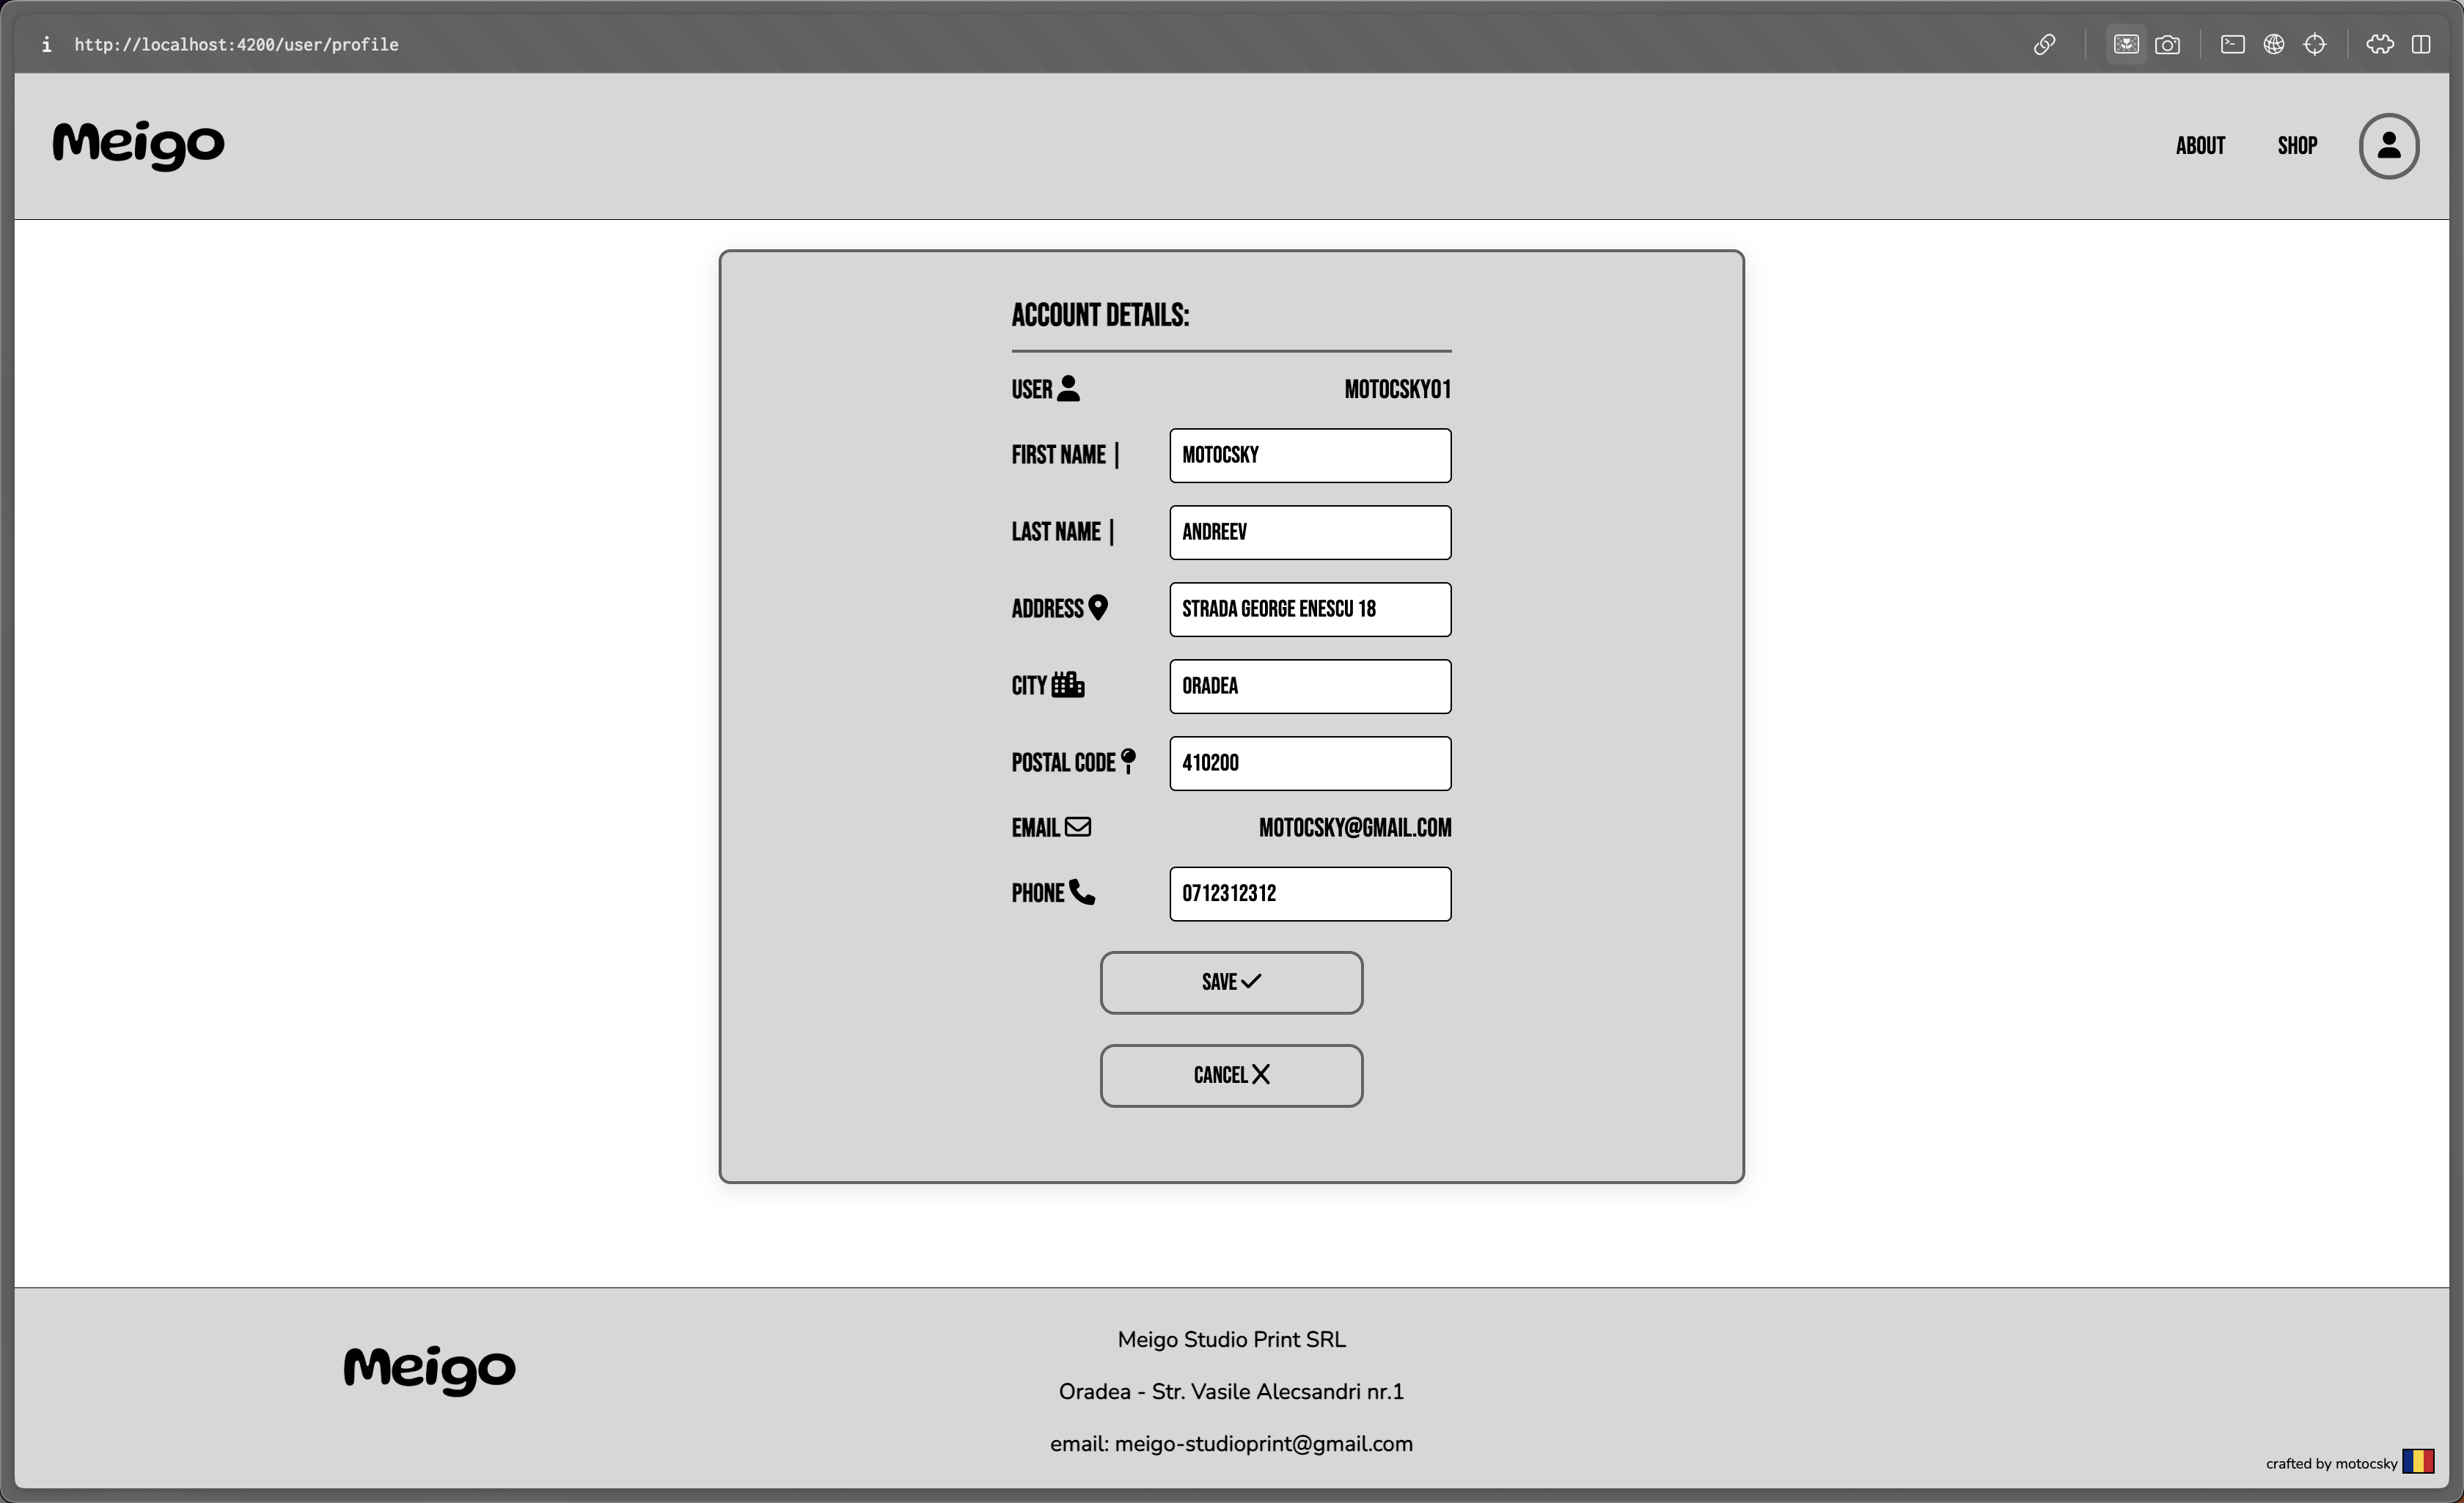 i http://localhost:4200/user/profile
Meigo
ABOUT SHOP
ACCOUNT DETAILS:
USER MOTOCSKY01
FIRST NAME | MOTOCSKY
LAST NAME | ANDREEV
ADDRESS STRADA GEORGE ENESCU 18
CITY ORADEA
POSTAL CODE 410200
EMAIL MOTOCSKY@GMAIL.COM
PHONE 0712312312
SAVE
CANCEL
Meigo
Meigo Studio Print SRL
Oradea - Str. Vasile Alecsandri nr.1
email: meigo-studioprint@gmail.com
crafted by motocsky